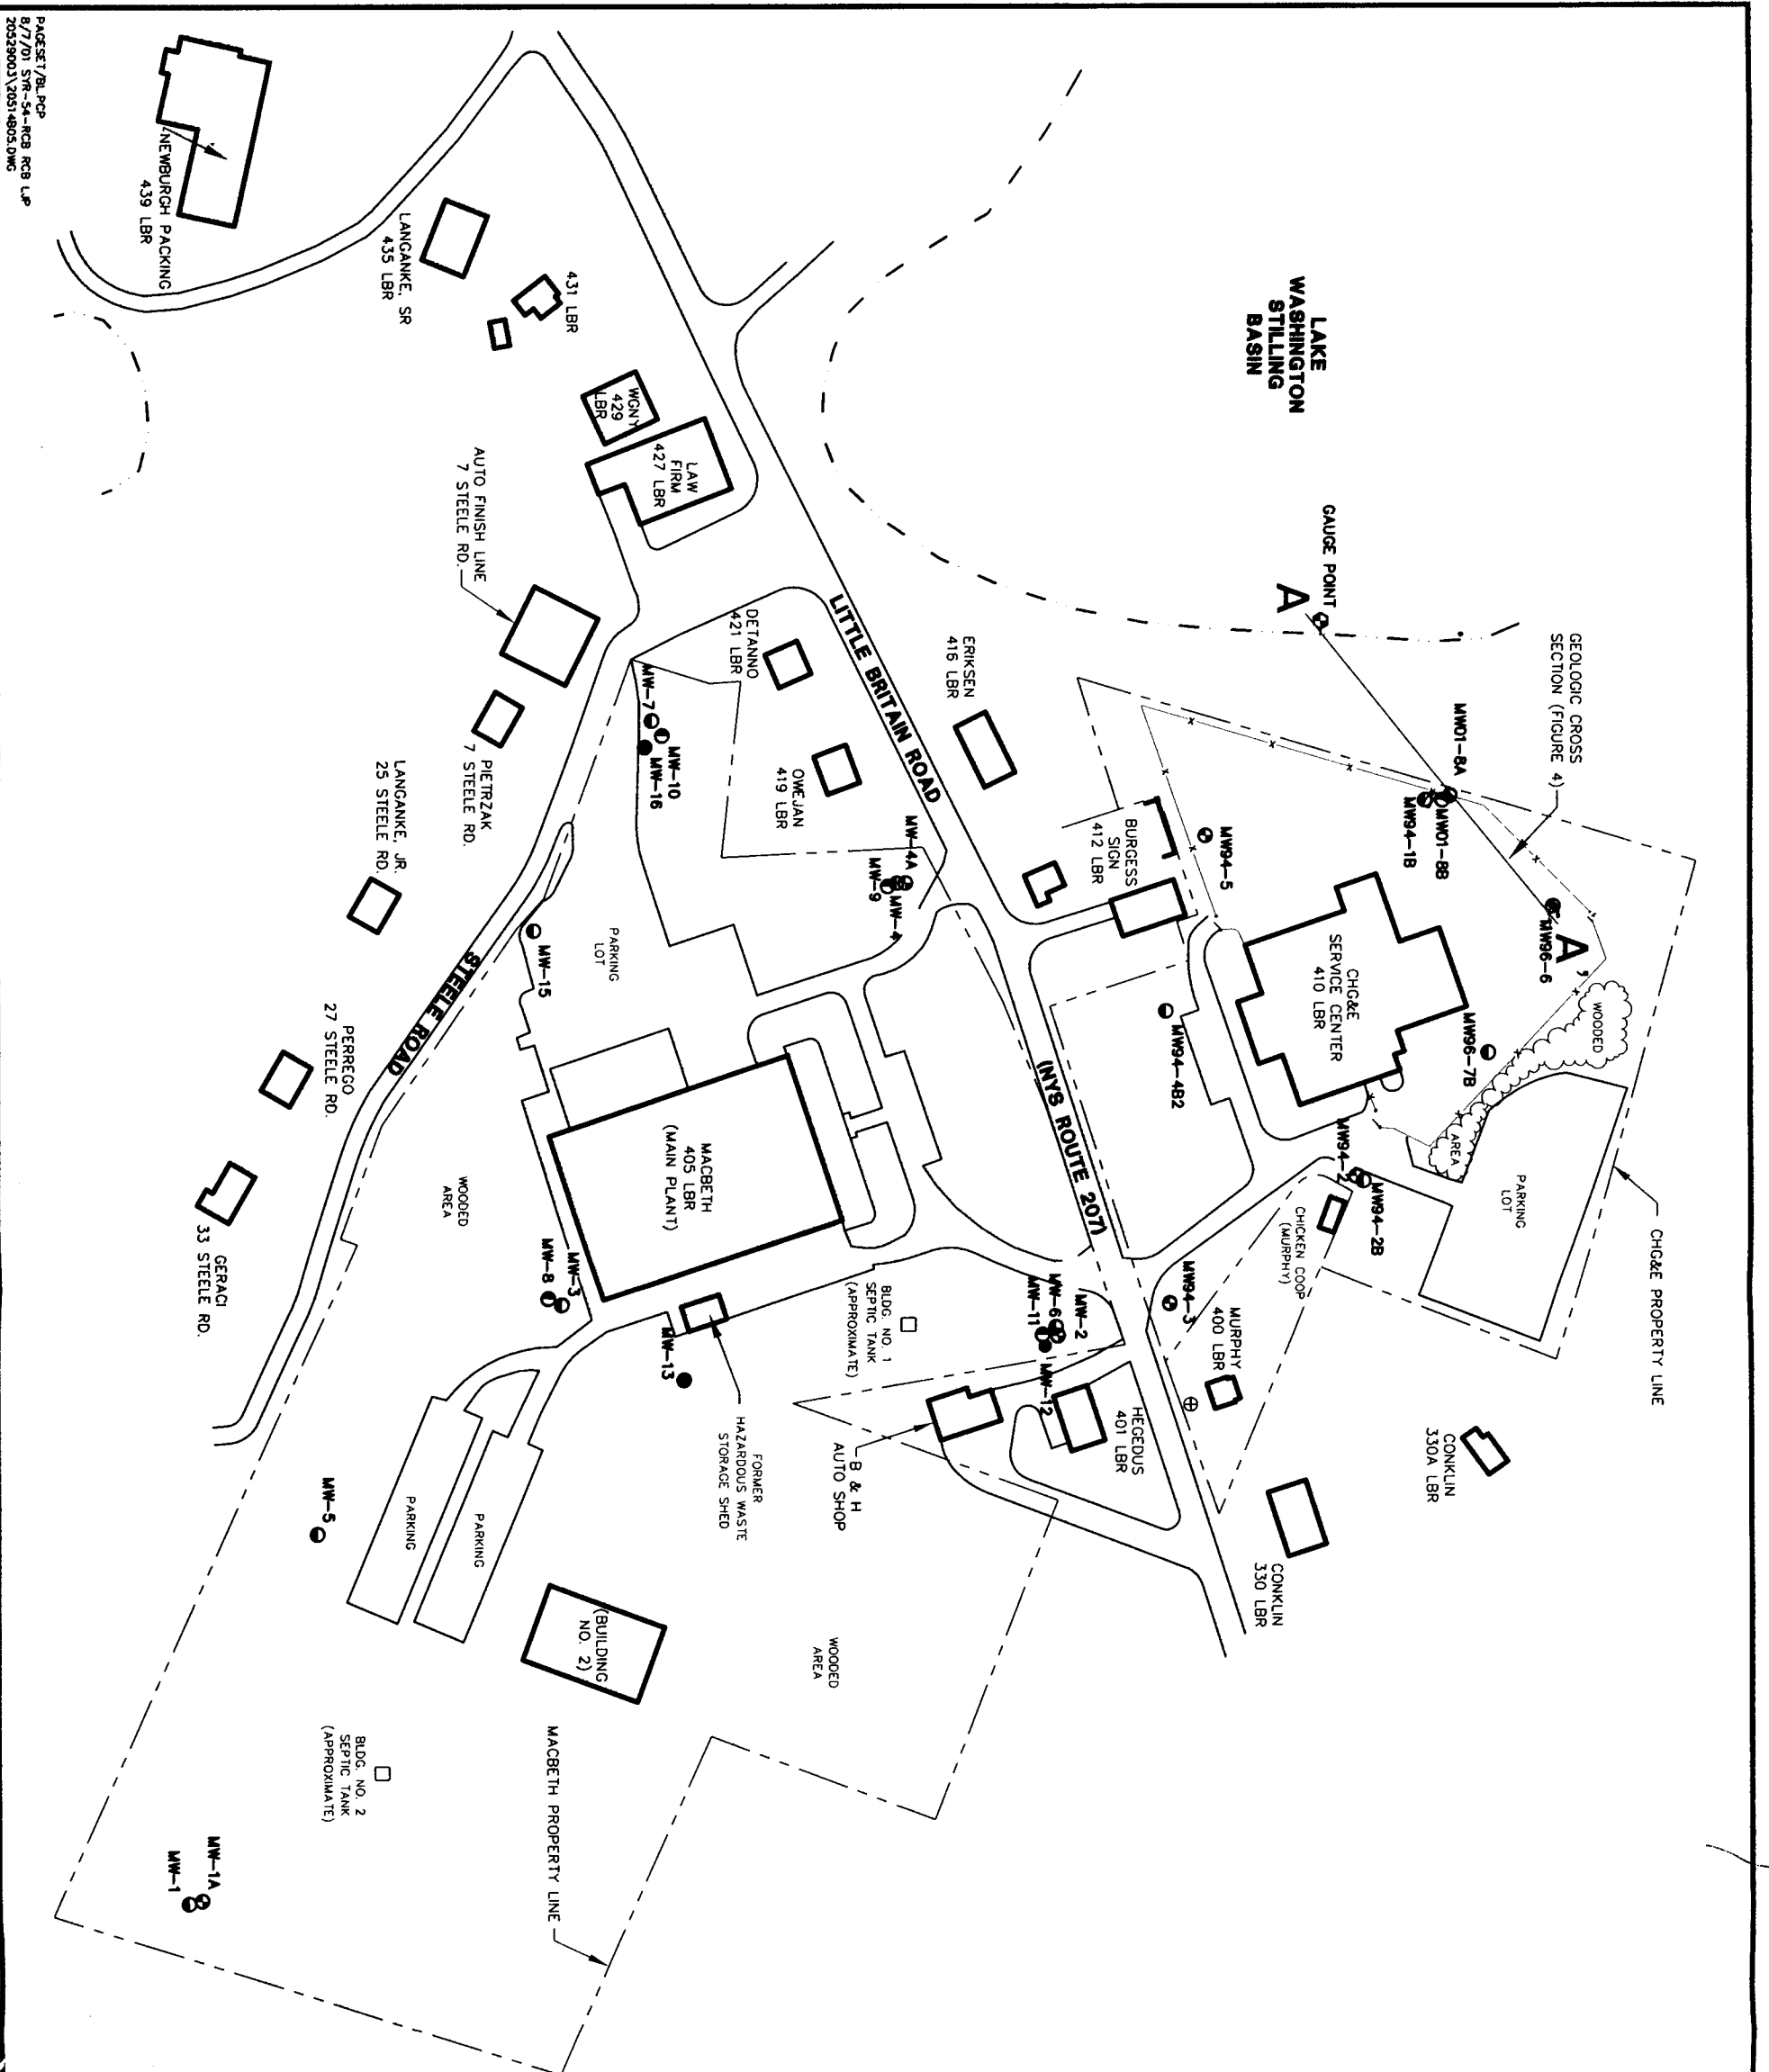 LAKE
WASHINGTON
STILLING
BASIN
GAUGE POINT
A
GEOLOGIC CROSS
SECTION (FIGURE 4)
MW01-8A
MW01-8B
MW94-1B
A'
MW96-6
WOODED
AREA
MW96-7B
CHG&E
SERVICE CENTER
410 LBR
MW94-5
BURGESS
SIGN
412 LBR
ERIKSEN
416 LBR
MW94-4B2
MW94-2
MW94-2B
PARKING
LOT
CHG&E PROPERTY LINE
CHICKEN COOP
(MURPHY)
MW94-3
MURPHY
400 LBR
CONKLIN
330A LBR
CONKLIN
330 LBR
LITTLE BRITAIN ROAD
(NYS ROUTE 207)
DETANNO
421 LBR
OWEJAN
419 LBR
MW-4A
MW-4
MW-9
MW-7
MW-10
MW-16
MW-2
MW-6
MW-11
MW-12
HEGEDUS
401 LBR
B & H
AUTO SHOP
BLDG. NO. 1
SEPTIC TANK
(APPROXIMATE)
FORMER
HAZARDOUS WASTE
STORAGE SHED
MW-13
MACBETH
405 LBR
(MAIN PLANT)
MW-3
MW-8
PARKING
LOT
MW-15
WOODED
AREA
STEELE ROAD
LAW
FIRM
427 LBR
WGNY
429
LBR
431 LBR
LANGANKE, SR
435 LBR
NEWBURGH PACKING
439 LBR
AUTO FINISH LINE
7 STEELE RD.
PIETRZAK
7 STEELE RD.
LANGANKE, JR.
25 STEELE RD.
PERREGO
27 STEELE RD.
GERACI
33 STEELE RD.
PARKING
PARKING
MW-5
(BUILDING
NO. 2)
WOODED
AREA
MACBETH PROPERTY LINE
BLDG. NO. 2
SEPTIC TANK
(APPROXIMATE)
MW-1A
MW-1
PAGESET/BL.PCP
8/7/01 SYR-54-RCB RCB LJP
20529003\20514B05.DWG